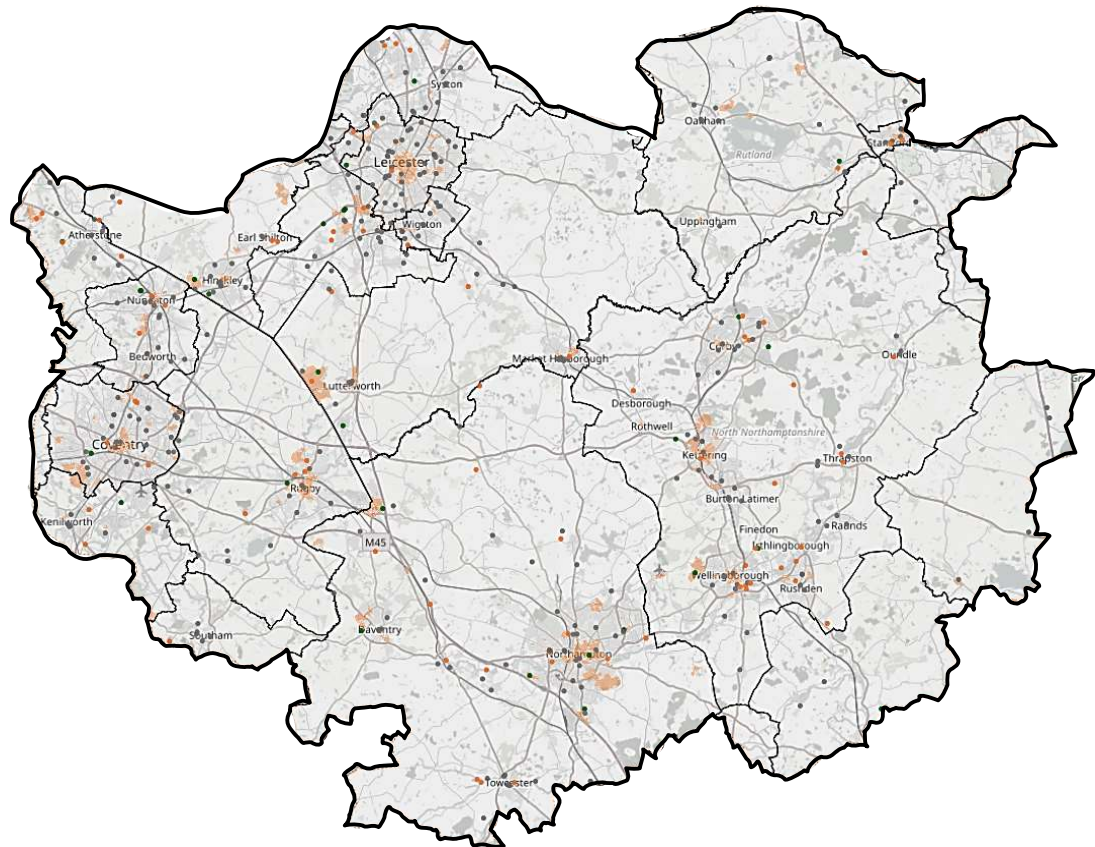 Syston
Oakham
Leicester
Stamford
Rutland
Wigston
Uppingham
Atherstone
Earl Shilton
Hinckley
Nuneaton
Bedworth
Market Harborough
Corby
Oundle
Lutterworth
Desborough
Rothwell
North Northamptonshire
Coventry
Kettering
Thrapston
Rugby
Burton Latimer
Kenilworth
Finedon
Raunds
M45
Irthlingborough
Wellingborough
Rushden
Daventry
Southam
Northampton
Towcester